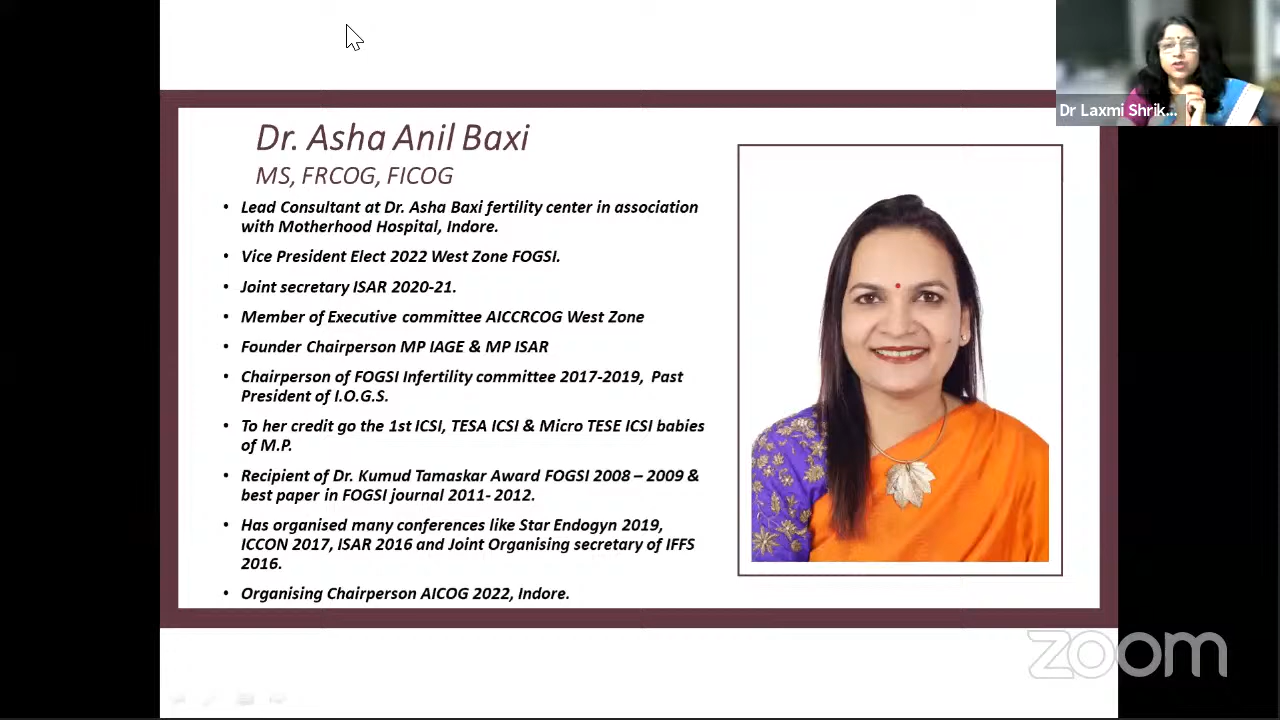 Dr Laxmi Shrik...
Dr. Asha Anil Baxi
MS, FRCOG, FICOG
• Lead Consultant at Dr. Asha Baxi fertility center in association
with Motherhood Hospital, Indore.
• Vice President Elect 2022 West Zone FOGSI.
• Joint secretary ISAR 2020-21.
• Member of Executive committee AICCRCOG West Zone
• Founder Chairperson MP IAGE & MP ISAR
• Chairperson of FOGSI Infertility committee 2017-2019, Past
President of I.O.G.S.
• To her credit go the 1st ICSI, TESA ICSI & Micro TESE ICSI babies
of M.P.
• Recipient of Dr. Kumud Tamaskar Award FOGSI 2008 – 2009 &
best paper in FOGSI journal 2011- 2012.
• Has organised many conferences like Star Endogyn 2019,
ICCON 2017, ISAR 2016 and Joint Organising secretary of IFFS
2016.
• Organising Chairperson AICOG 2022, Indore.
zoom